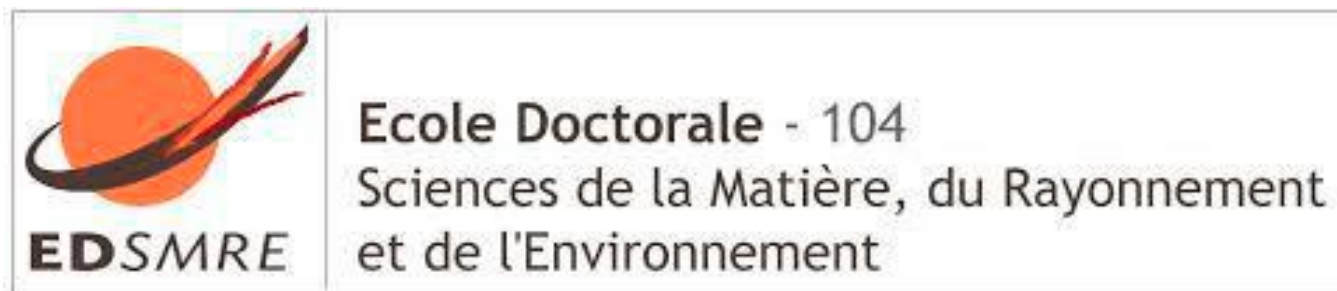 EDSMRE
Ecole Doctorale - 104
Sciences de la Matière, du Rayonnement
et de l'Environnement